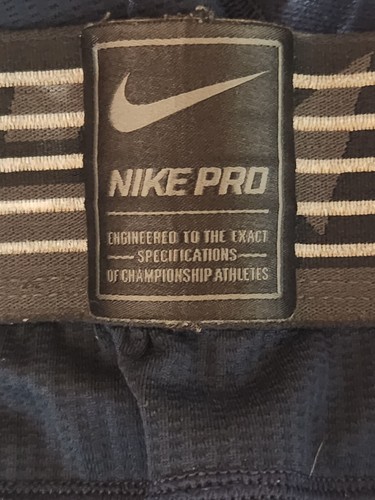 NIKE PRO
ENGINEERED TO THE EXACT
SPECIFICATIONS
OF CHAMPIONSHIP ATHLETES